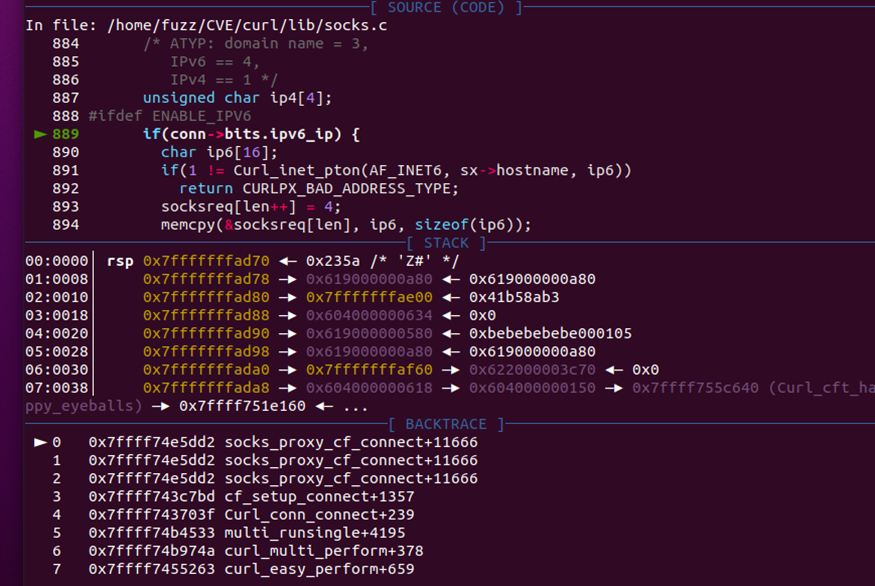 [ SOURCE (CODE) ]
In file: /home/fuzz/CVE/curl/lib/socks.c
884 /* ATYP: domain name = 3,
885 IPv6 == 4,
886 IPv4 == 1 */
887 unsigned char ip4[4];
888 #ifdef ENABLE_IPV6
► 889 if(conn->bits.ipv6_ip) {
890 char ip6[16];
891 if(1 != Curl_inet_pton(AF_INET6, sx->hostname, ip6))
892 return CURLPX_BAD_ADDRESS_TYPE;
893 socksreq[len++] = 4;
894 memcpy(&socksreq[len], ip6, sizeof(ip6));
[ STACK ]
00:0000│ rsp 0x7fffffffad70 ◂— 0x235a /* 'Z#' */
01:0008│ 0x7fffffffad78 —▸ 0x619000000a80 ◂— 0x619000000a80
02:0010│ 0x7fffffffad80 —▸ 0x7fffffffae00 ◂— 0x41b58ab3
03:0018│ 0x7fffffffad88 —▸ 0x604000000634 ◂— 0x0
04:0020│ 0x7fffffffad90 —▸ 0x619000000580 ◂— 0xbebebebebe000105
05:0028│ 0x7fffffffad98 —▸ 0x619000000a80 ◂— 0x619000000a80
06:0030│ 0x7fffffffada0 —▸ 0x7fffffffaf60 —▸ 0x622000003c70 ◂— 0x0
07:0038│ 0x7fffffffada8 —▸ 0x604000000618 —▸ 0x604000000150 —▸ 0x7ffff755c640 (Curl_cft_ha
ppy_eyeballs) —▸ 0x7ffff751e160 ◂— ...
[ BACKTRACE ]
► 0 0x7ffff74e5dd2 socks_proxy_cf_connect+11666
1 0x7ffff74e5dd2 socks_proxy_cf_connect+11666
2 0x7ffff74e5dd2 socks_proxy_cf_connect+11666
3 0x7ffff743c7bd cf_setup_connect+1357
4 0x7ffff743703f Curl_conn_connect+239
5 0x7ffff74b4533 multi_runsingle+4195
6 0x7ffff74b974a curl_multi_perform+378
7 0x7ffff7455263 curl_easy_perform+659